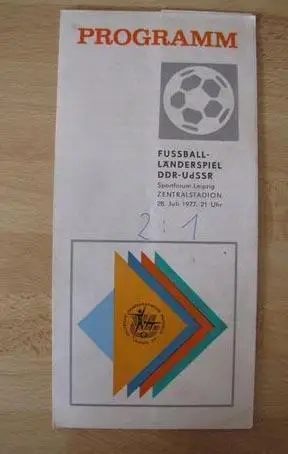 PROGRAMM
FUSSBALL-
LÄNDERSPIEL
DDR-UdSSR
Sportforum Leipzig
ZENTRALSTADION
28. Juli 1977, 21 Uhr
2:1